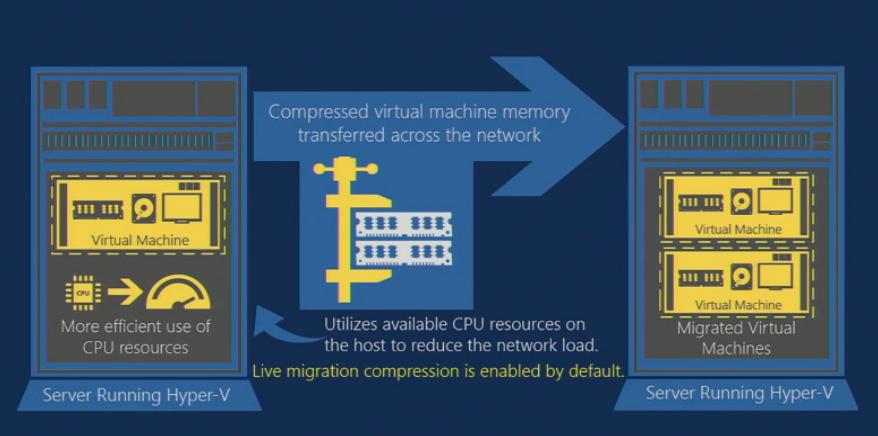 Compressed virtual machine memory
transferred across the network
Virtual Machine
CPU
More efficient use of
CPU resources
Server Running Hyper-V
Utilizes available CPU resources on
the host to reduce the network load.
Live migration compression is enabled by default.
Virtual Machine
Virtual Machine
Migrated Virtual
Machines
Server Running Hyper-V